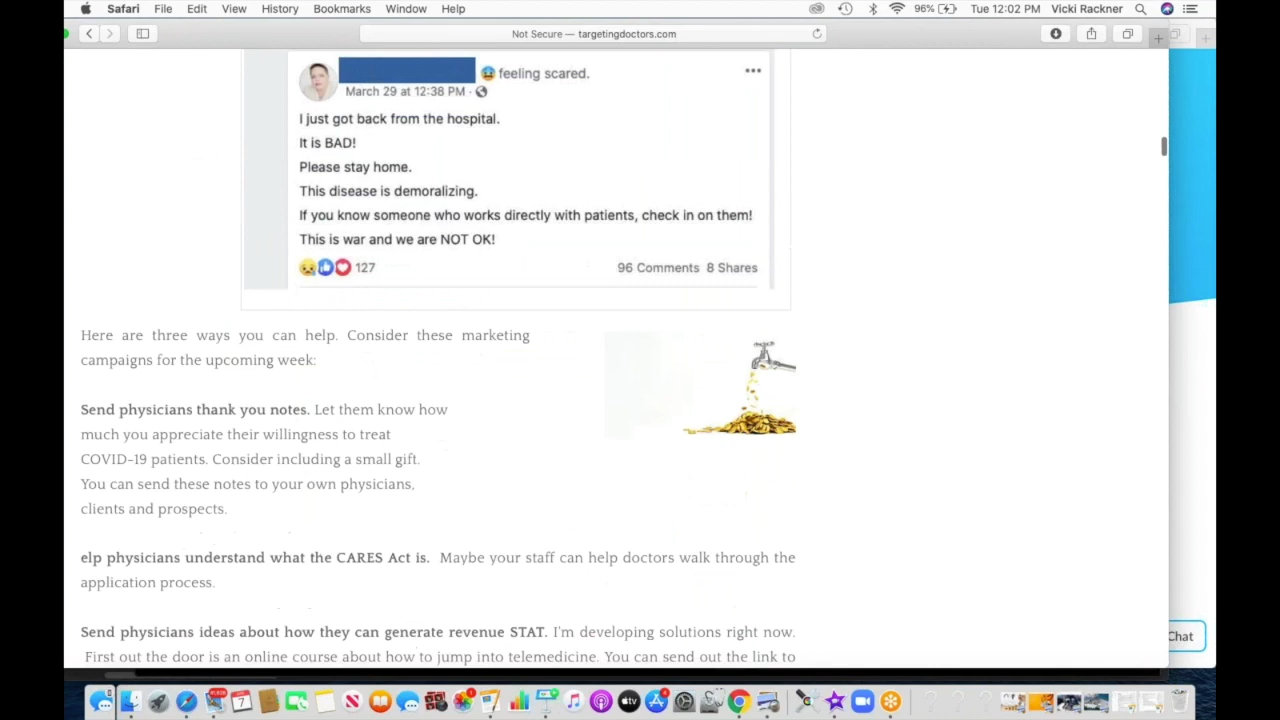 Safari File Edit View History Bookmarks Window Help 96% Tue 12:02 PM Vicki Rackner
Not Secure — targetingdoctors.com
feeling scared.
March 29 at 12:38 PM ·
I just got back from the hospital.
It is BAD!
Please stay home.
This disease is demoralizing.
If you know someone who works directly with patients, check in on them!
This is war and we are NOT OK!
127 96 Comments 8 Shares
Here are three ways you can help. Consider these marketing
campaigns for the upcoming week:
Send physicians thank you notes. Let them know how
much you appreciate their willingness to treat
COVID-19 patients. Consider including a small gift.
You can send these notes to your own physicians,
clients and prospects.
elp physicians understand what the CARES Act is. Maybe your staff can help doctors walk through the
application process.
Send physicians ideas about how they can generate revenue STAT. I'm developing solutions right now.
First out the door is an online course about how to jump to telemedicine. You can send out the link to
Chat